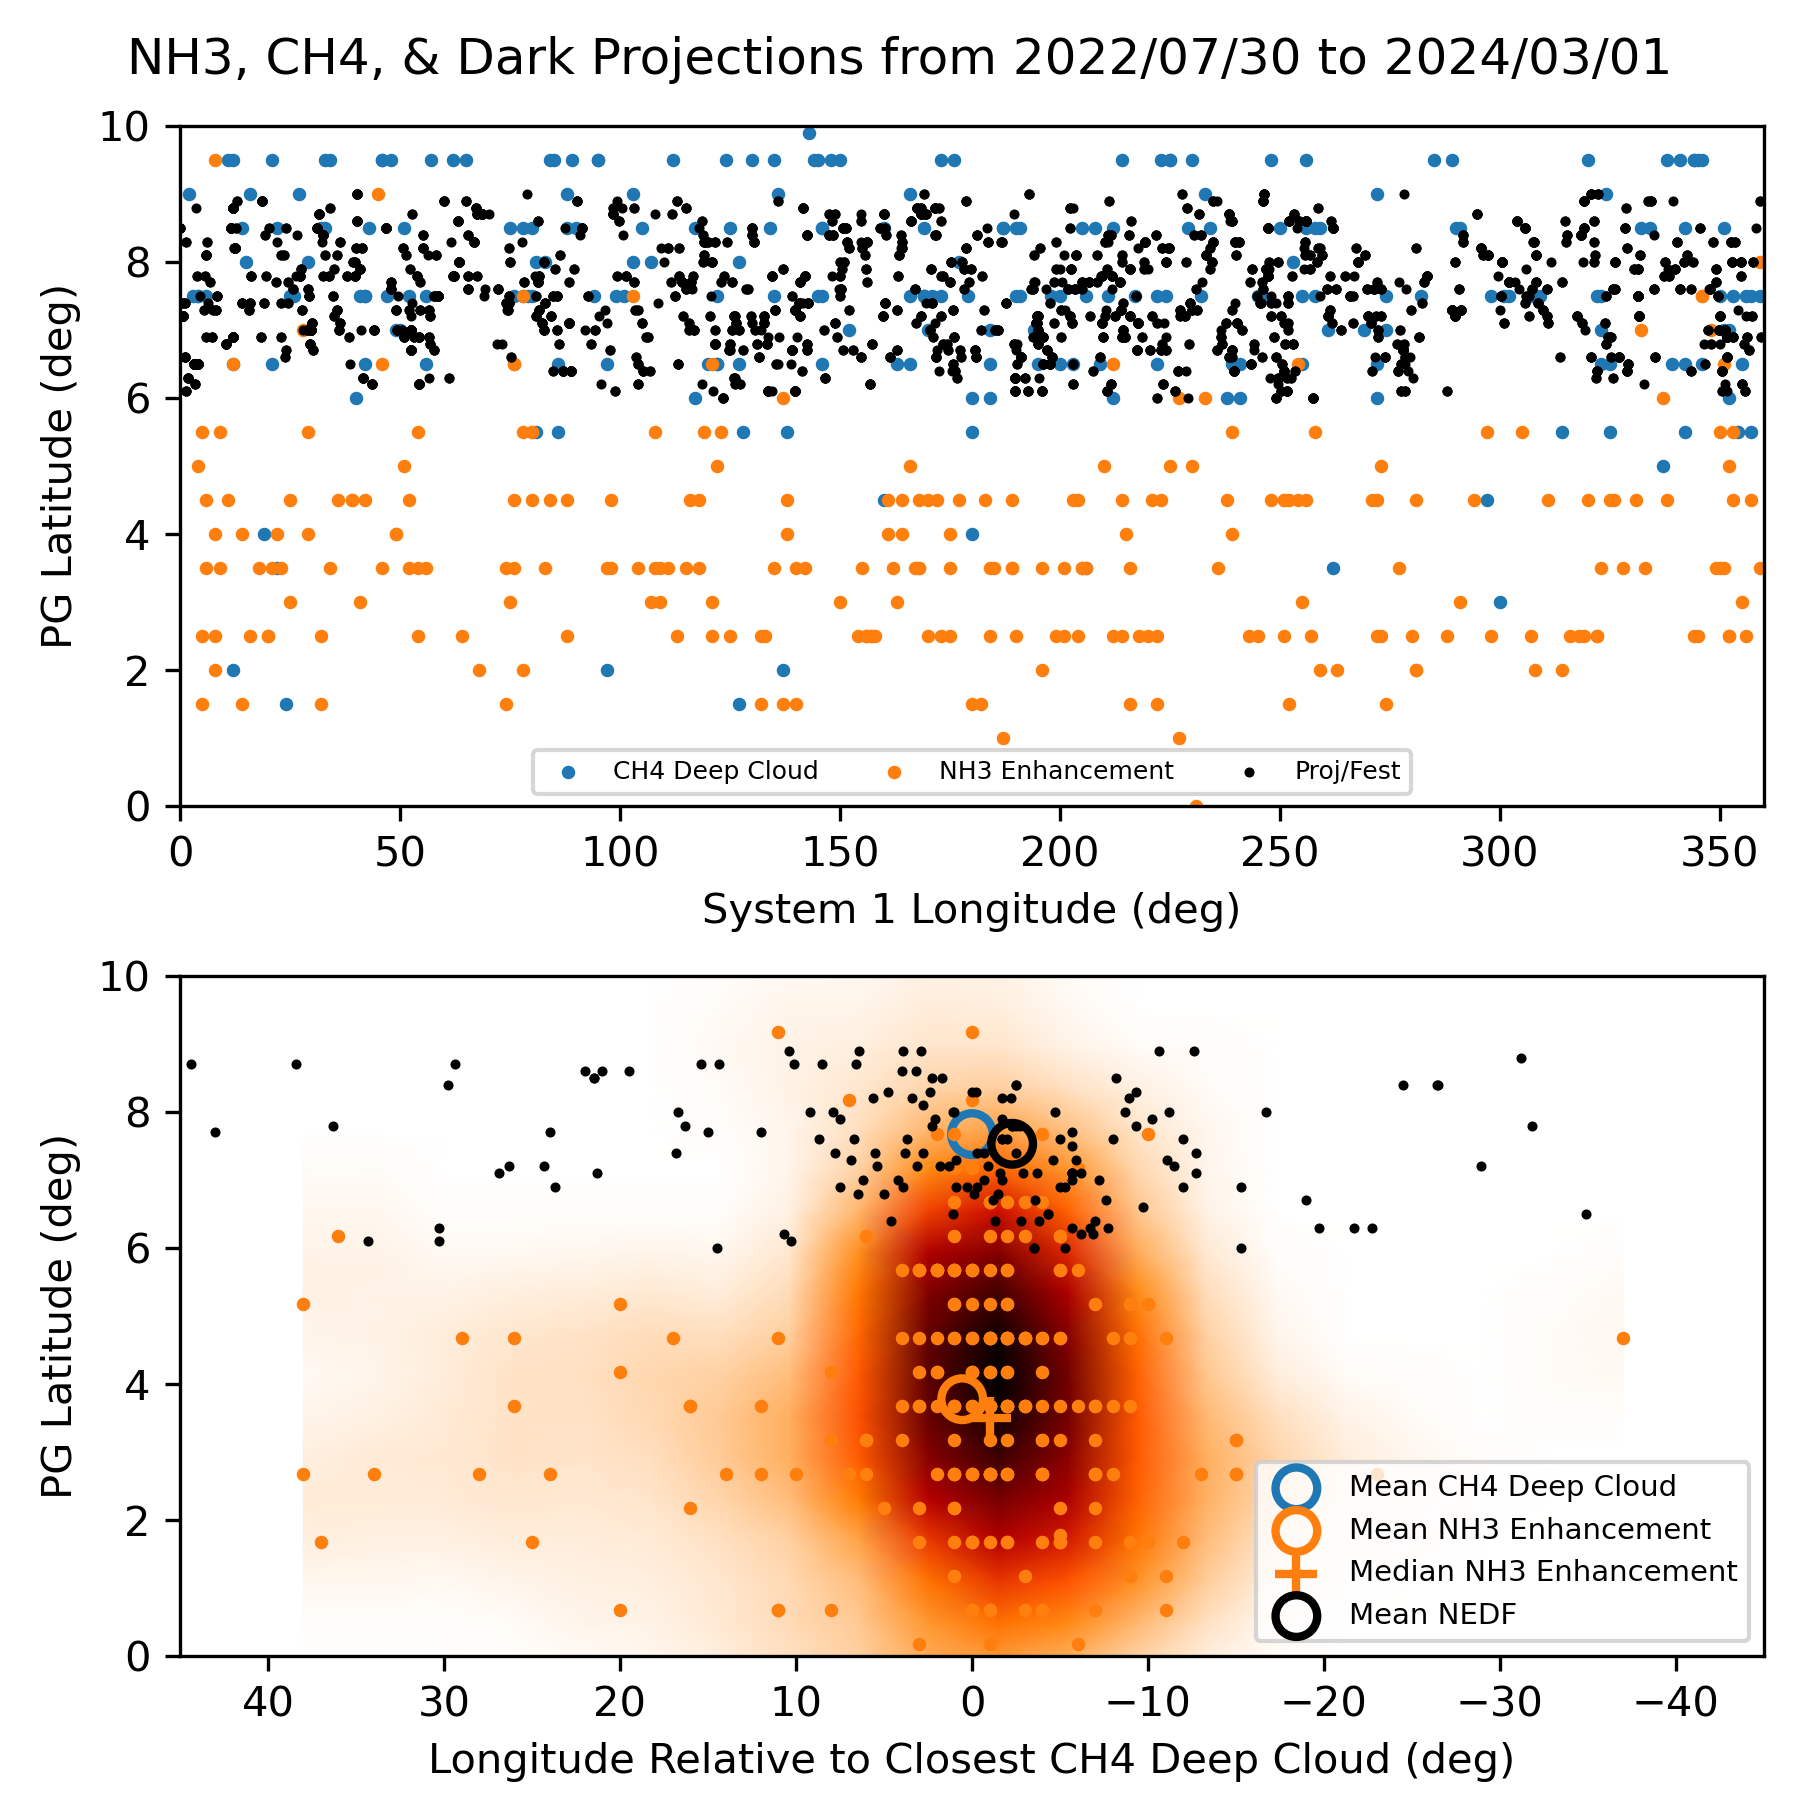 NH3, CH4, & Dark Projections from 2022/07/30 to 2024/03/01
10
8
6
4
2
0
PG Latitude (deg)
CH4 Deep Cloud
NH3 Enhancement
Proj/Fest
0
50
100
150
200
250
300
350
System 1 Longitude (deg)
10
8
6
4
2
0
PG Latitude (deg)
Mean CH4 Deep Cloud
Mean NH3 Enhancement
Median NH3 Enhancement
Mean NEDF
40
30
20
10
0
−10
−20
−30
−40
Longitude Relative to Closest CH4 Deep Cloud (deg)